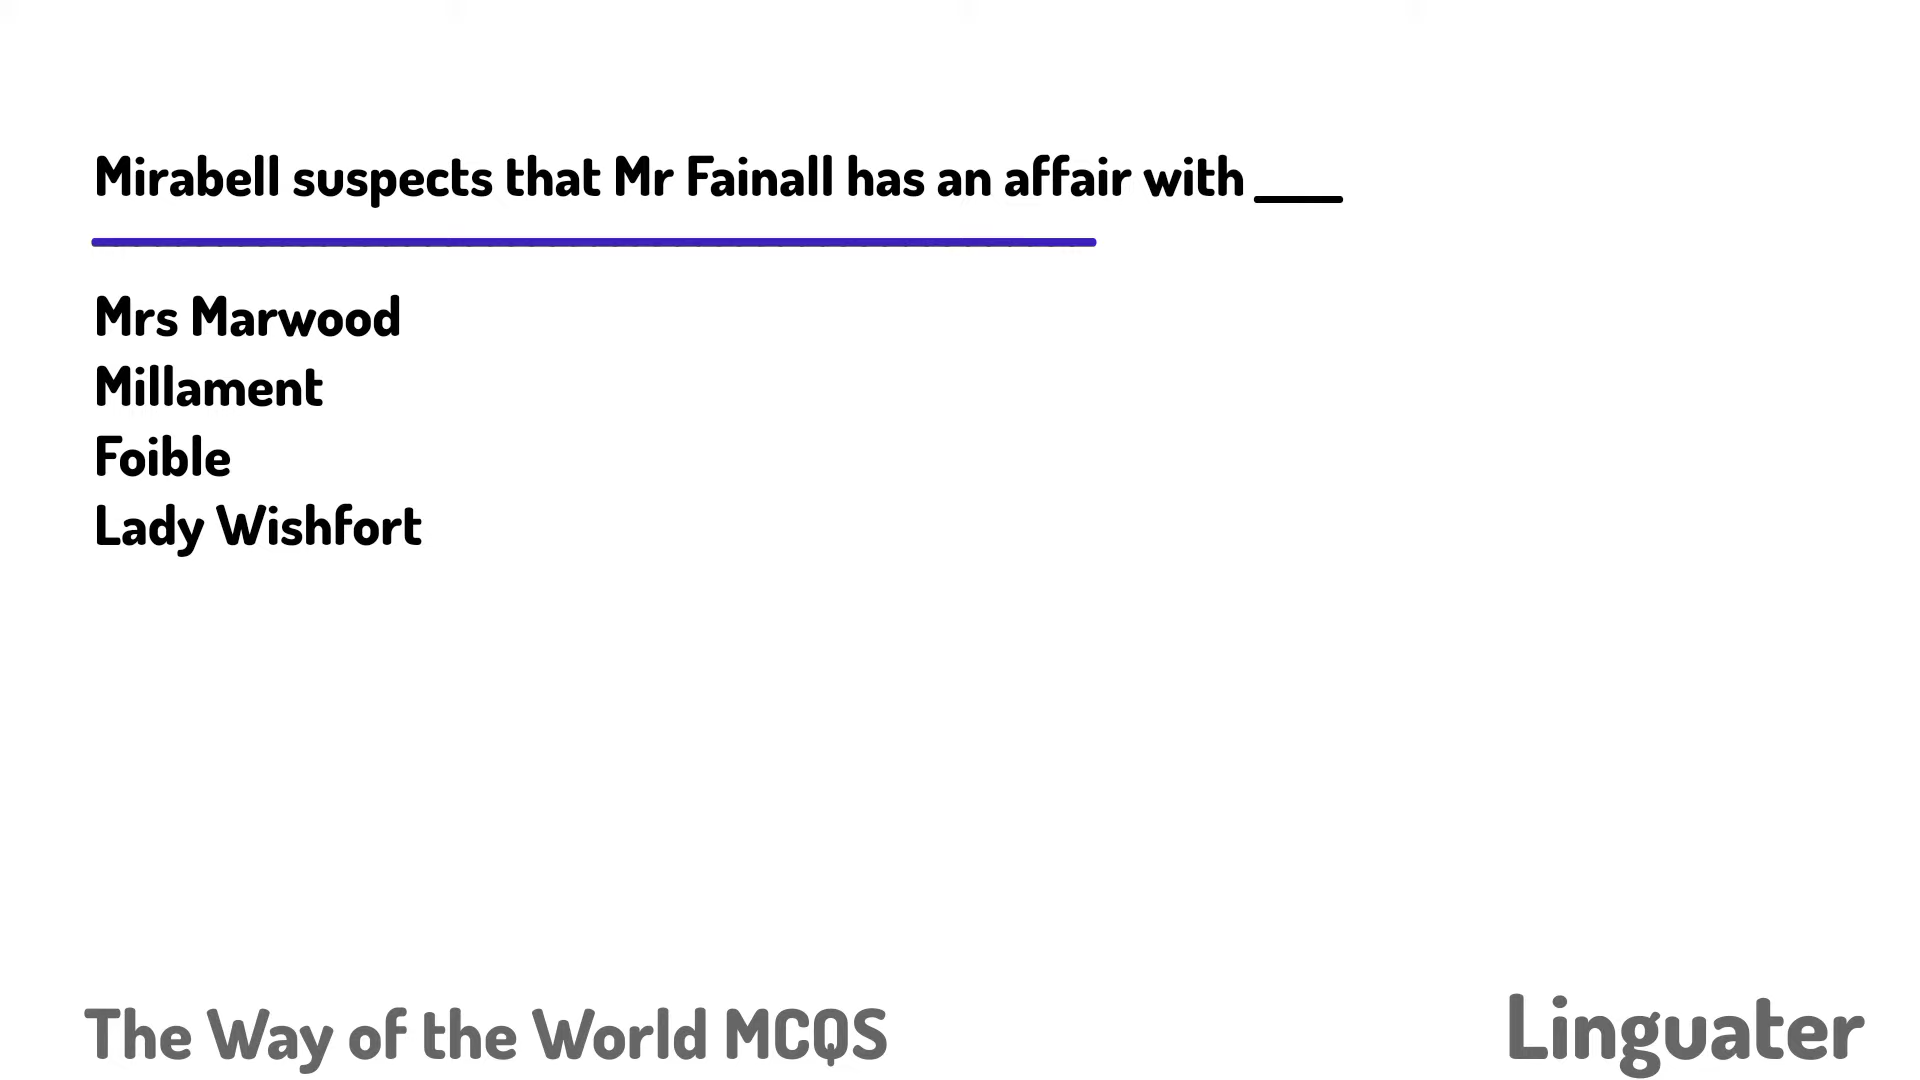 Mirabell suspects that Mr Fainall has an affair with ____
Mrs Marwood
Millament
Foible
Lady Wishfort
The Way of the World MCQS
Linguater